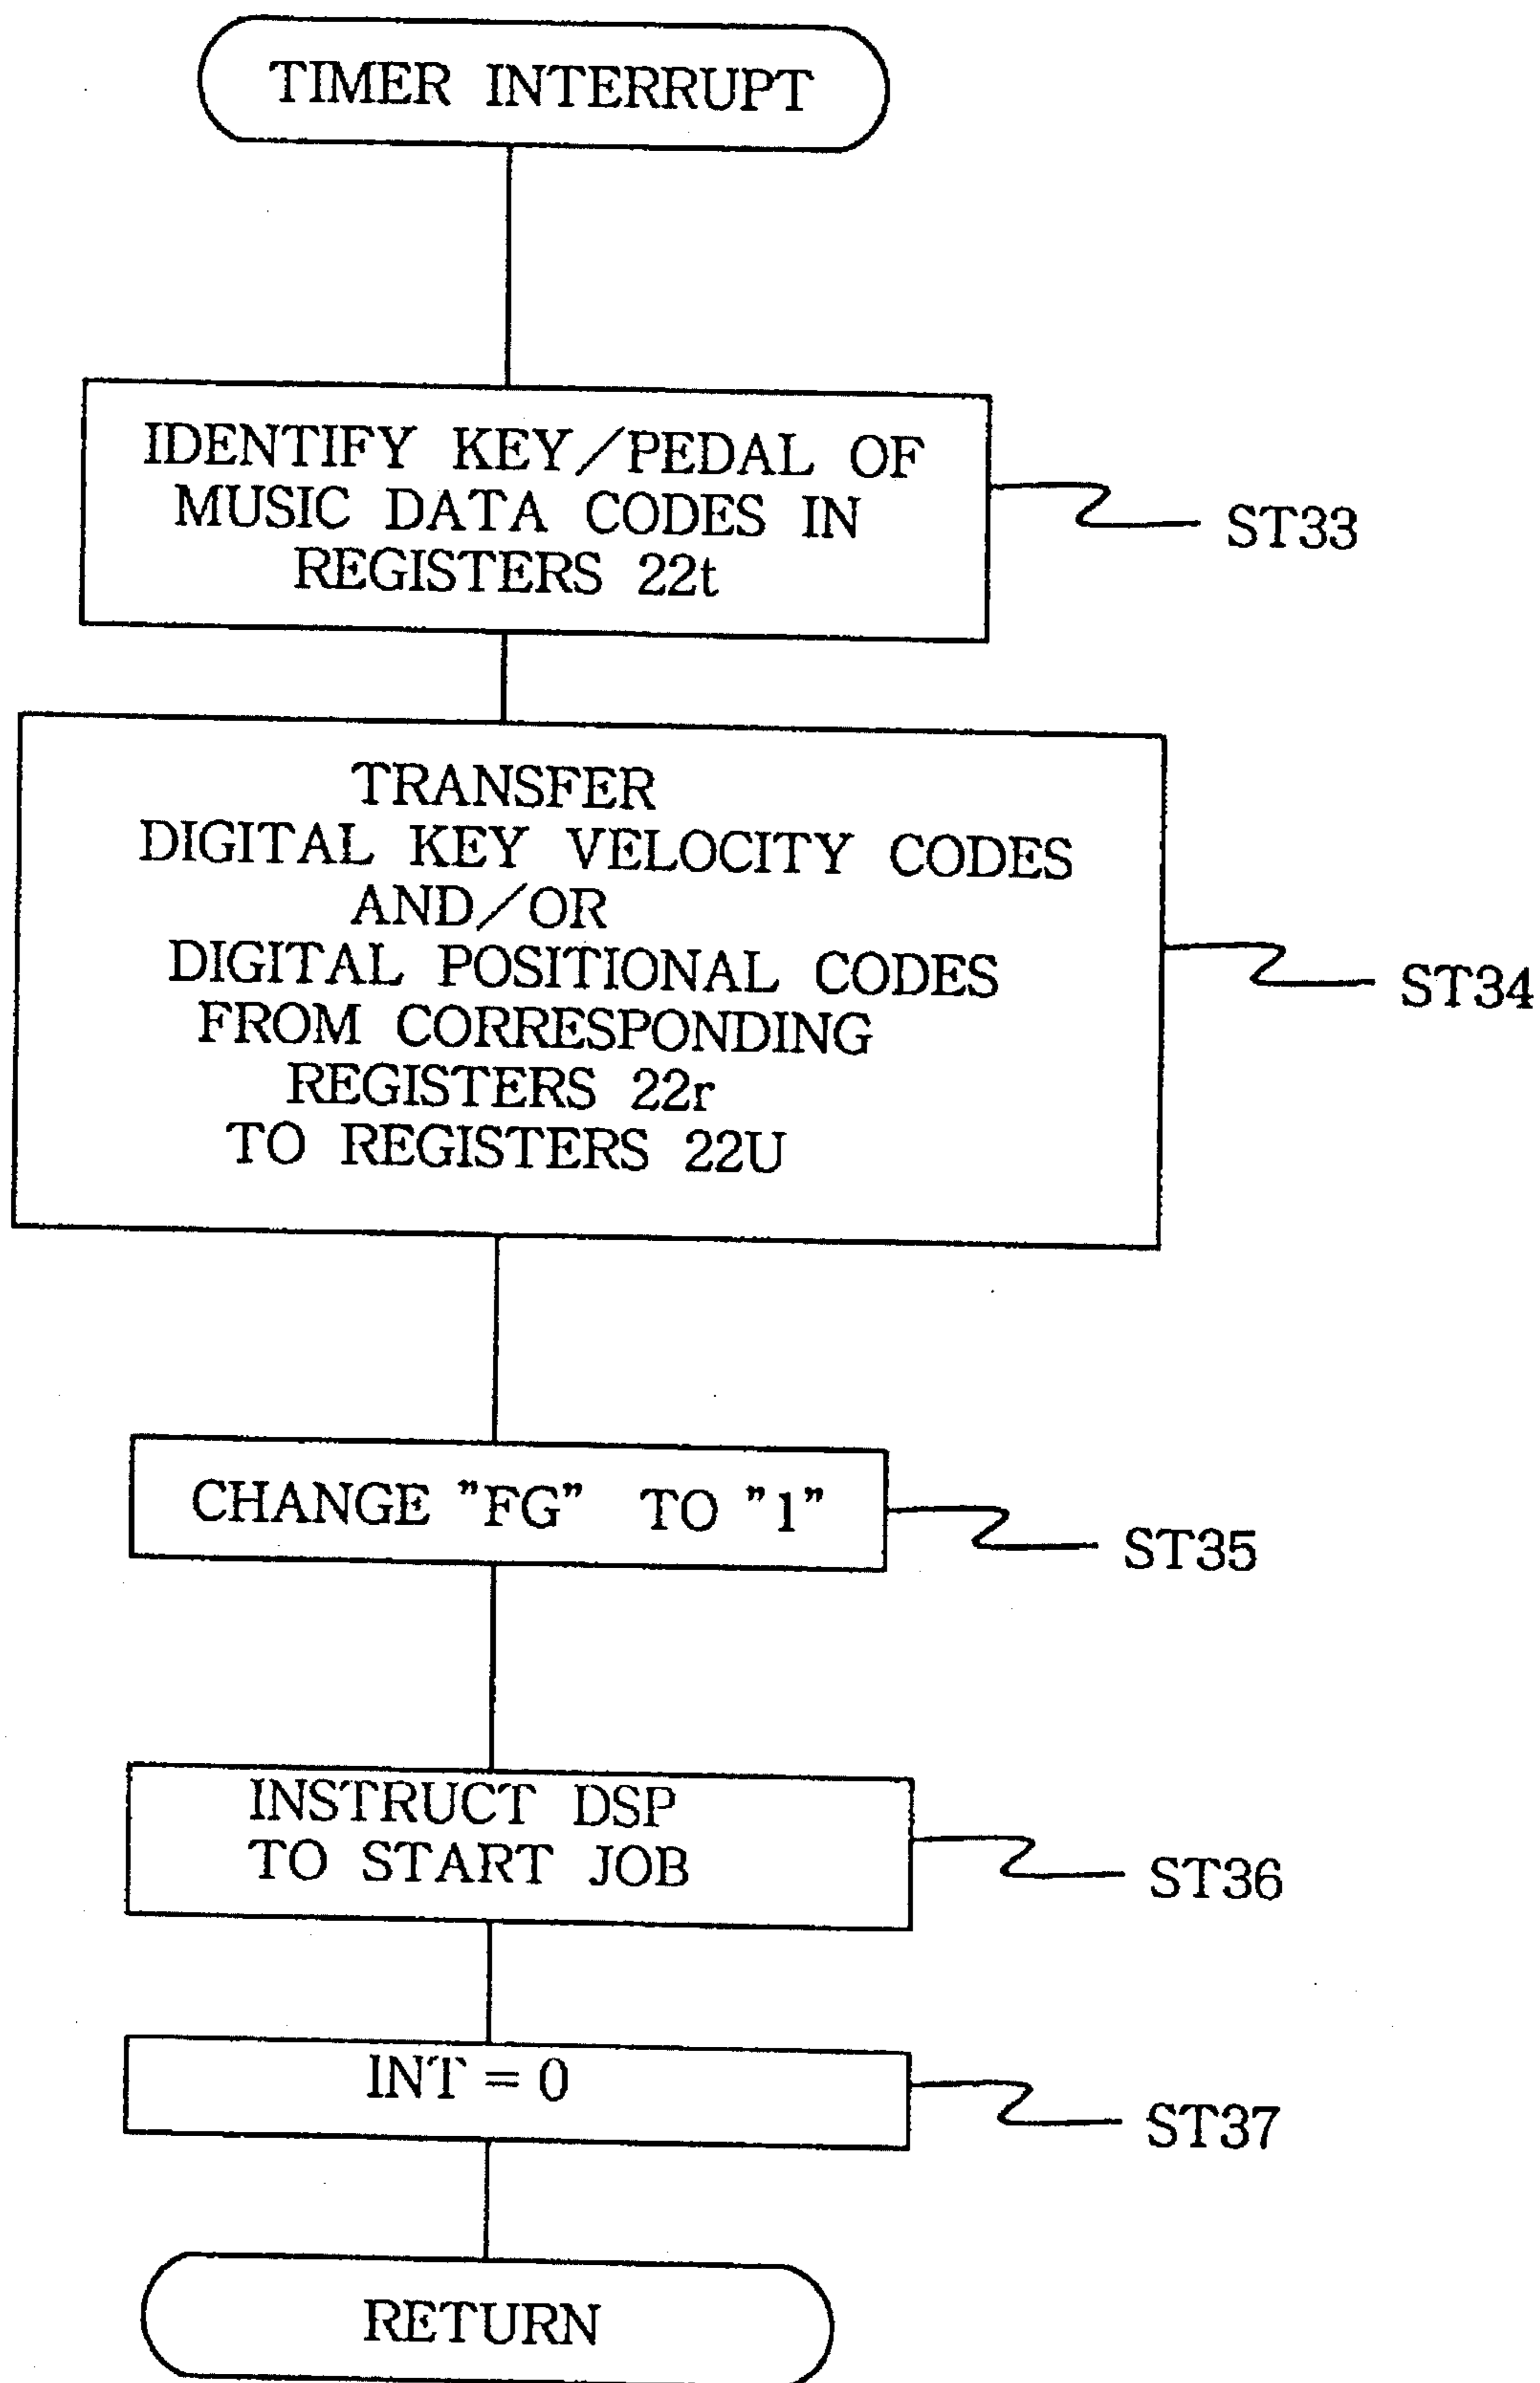 TIMER INTERRUPT
IDENTIFY KEY/PEDAL OF
MUSIC DATA CODES IN
REGISTERS 22t
ST33
TRANSFER
DIGITAL KEY VELOCITY CODES
AND/OR
DIGITAL POSITIONAL CODES
FROM CORRESPONDING
REGISTERS 22r
TO REGISTERS 22U
ST34
CHANGE "FG" TO "1"
ST35
INSTRUCT DSP
TO START JOB
ST36
INT = 0
ST37
RETURN